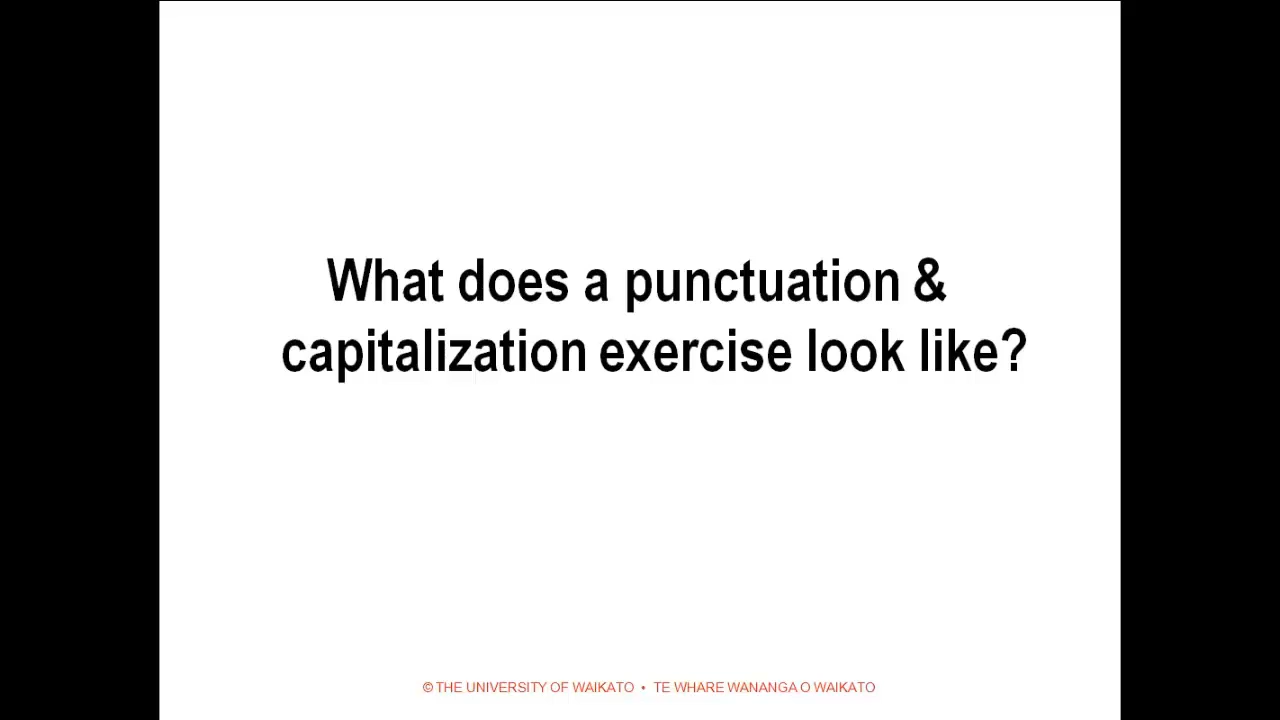 What does a punctuation &
capitalization exercise look like?
© THE UNIVERSITY OF WAIKATO • TE WHARE WANANGA O WAIKATO